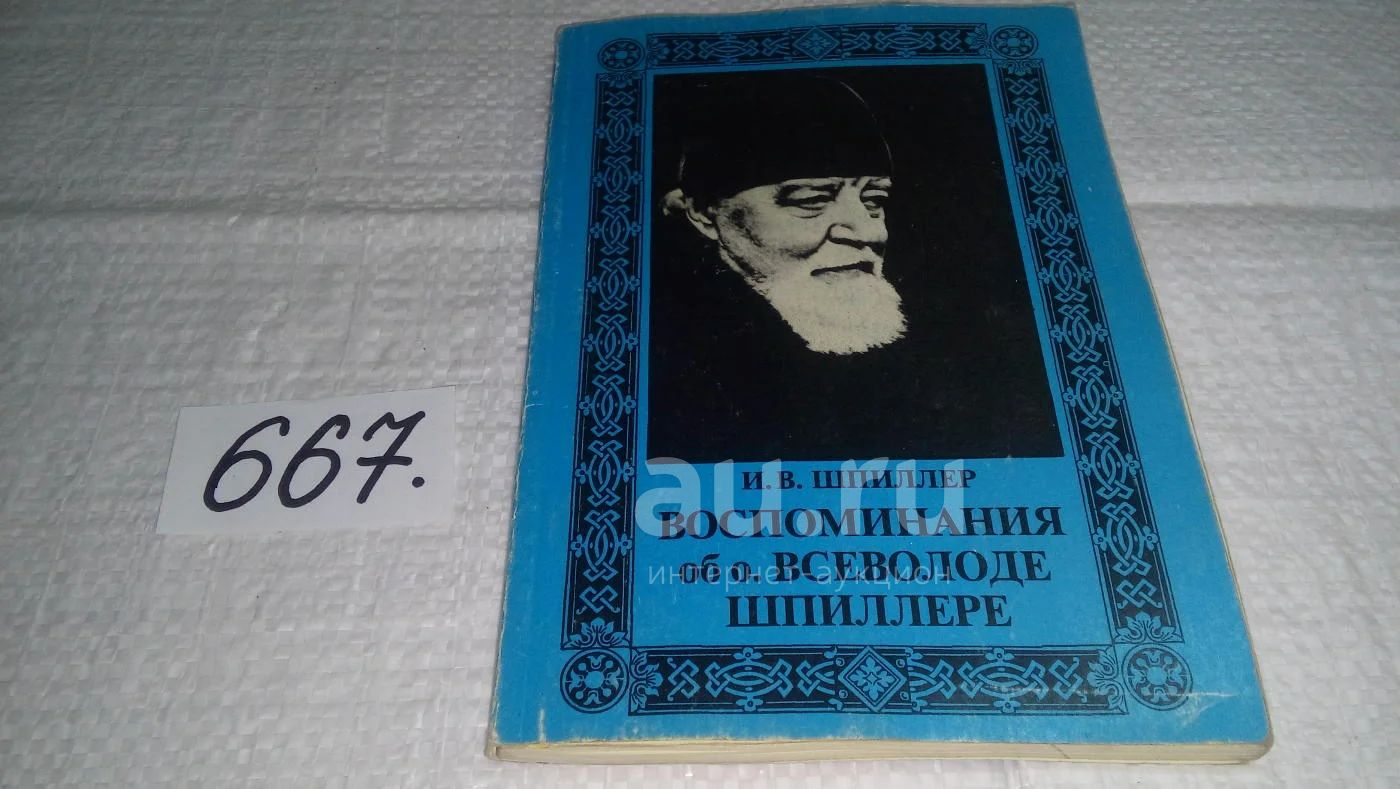 667.
И. В. ШПИЛЛЕР
ВОСПОМИНАНИЯ
об о. ВСЕВОЛОДЕ
ШПИЛЛЕРЕ
au.ru
интернет-аукцион